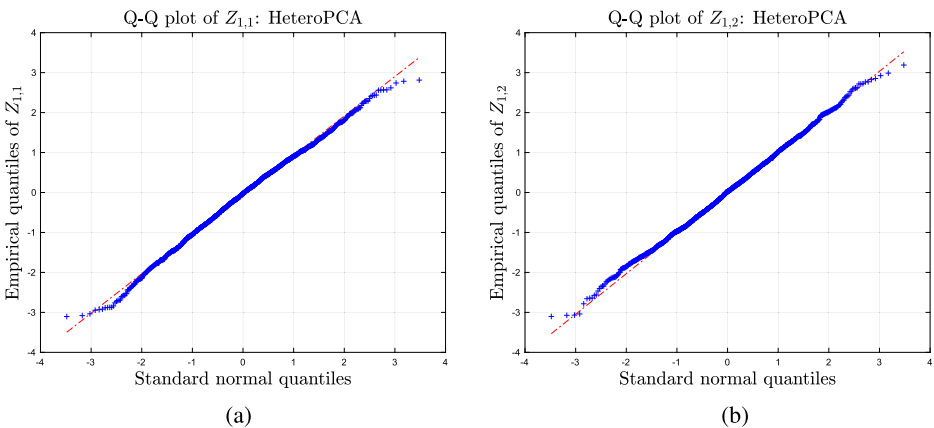 Q-Q plot of Z1,1: HeteroPCA
Empirical quantiles of Z1,1
4
3
2
1
0
-1
-2
-3
-4
-4 -3 -2 -1 0 1 2 3 4
Standard normal quantiles
(a)
Q-Q plot of Z1,2: HeteroPCA
Empirical quantiles of Z1,2
4
3
2
1
0
-1
-2
-3
-4
-4 -3 -2 -1 0 1 2 3 4
Standard normal quantiles
(b)